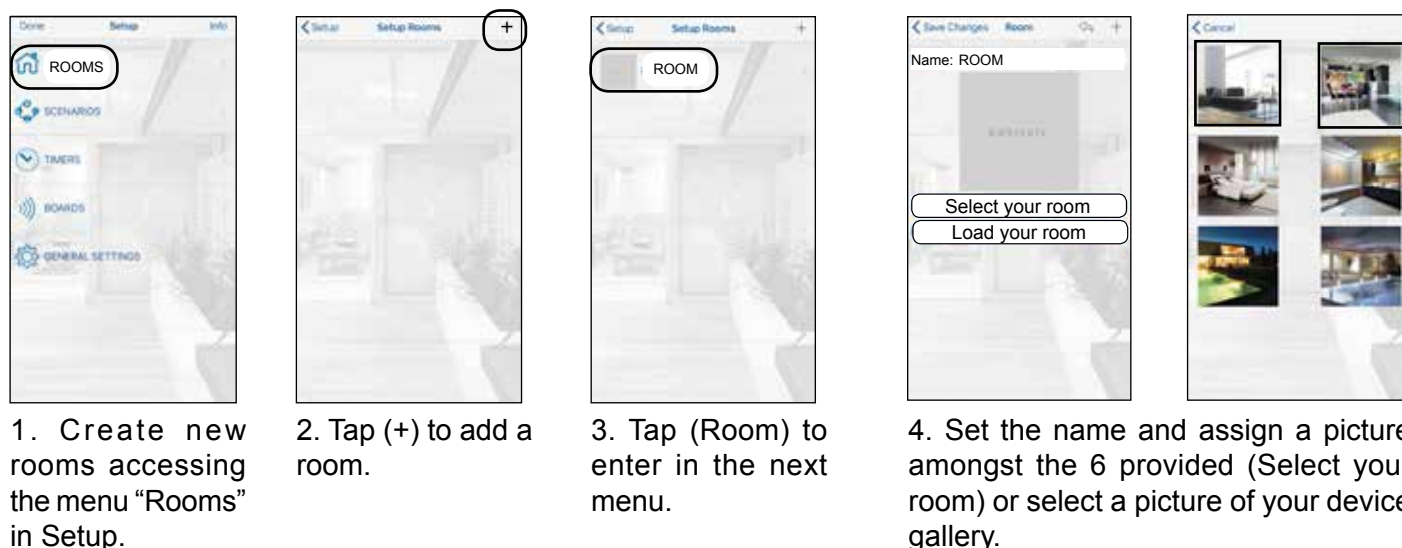 Done Setup Info
ROOMS
SCENARIOS
TIMERS
BOARDS
GENERAL SETTINGS
Setup Setup Rooms +
Setup Setup Rooms +
ROOM
Save Changes Room +
Name: ROOM
Select your room
Load your room
Cancel
1. Create new
rooms accessing
the menu “Rooms”
in Setup.
2. Tap (+) to add a
room.
3. Tap (Room) to
enter in the next
menu.
4. Set the name and assign a picture
amongst the 6 provided (Select you
room) or select a picture of your device
gallery.